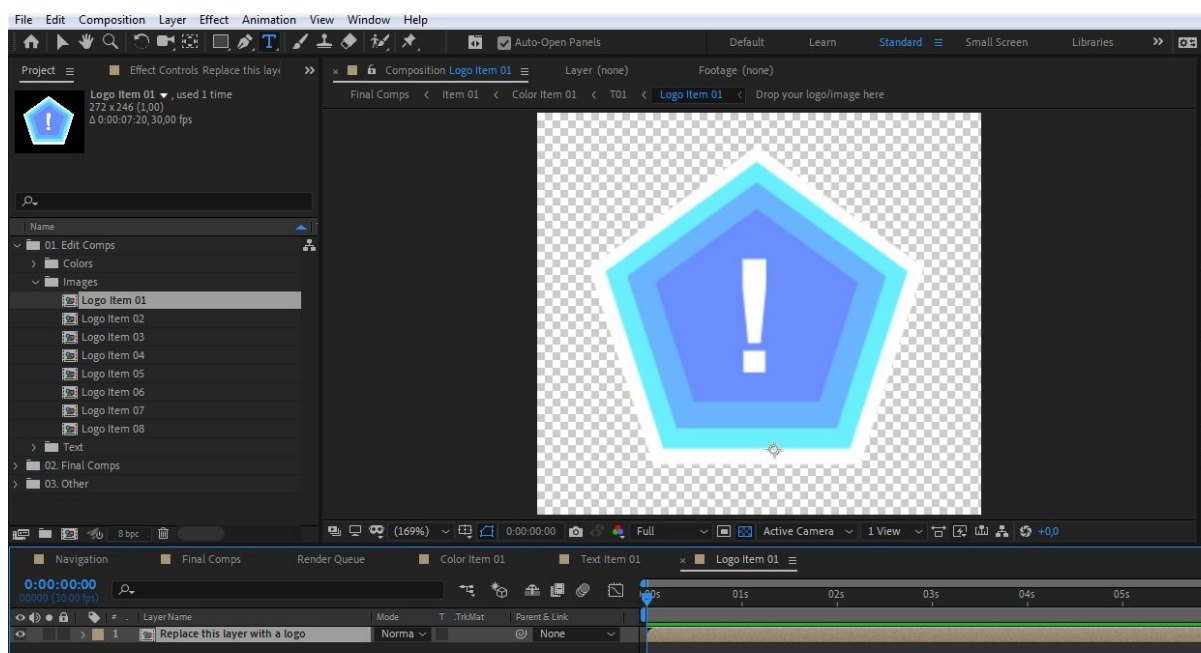 File Edit Composition Layer Effect Animation View Window Help
T Auto-Open Panels Default Learn Standard Small Screen Libraries
Project Effect Controls Replace this laye Composition Logo Item 01 Layer (none) Footage (none)
Final Comps Item 01 Color Item 01 T01 Logo Item 01 Drop your logo/image here
Logo Item 01 , used 1 time
272 x 246 (1,00)
Δ 0:00:07:20, 30,00 fps
!
Name
01. Edit Comps
Colors
Images
Logo Item 01
Logo Item 02
Logo Item 03
Logo Item 04
Logo Item 05
Logo Item 06
Logo Item 07
Logo Item 08
Text
02. Final Comps
03. Other
8 bpc (169%) 0:00:00:00 Full Active Camera 1 View +0,0
Navigation Final Comps Render Queue Color Item 01 Text Item 01 Logo Item 01
0:00:00:00
00000 (30.00 fps)
01s 02s 03s 04s 05s
# Layer Name Mode T .TrkMat Parent & Link
1 Replace this layer with a logo Norma None